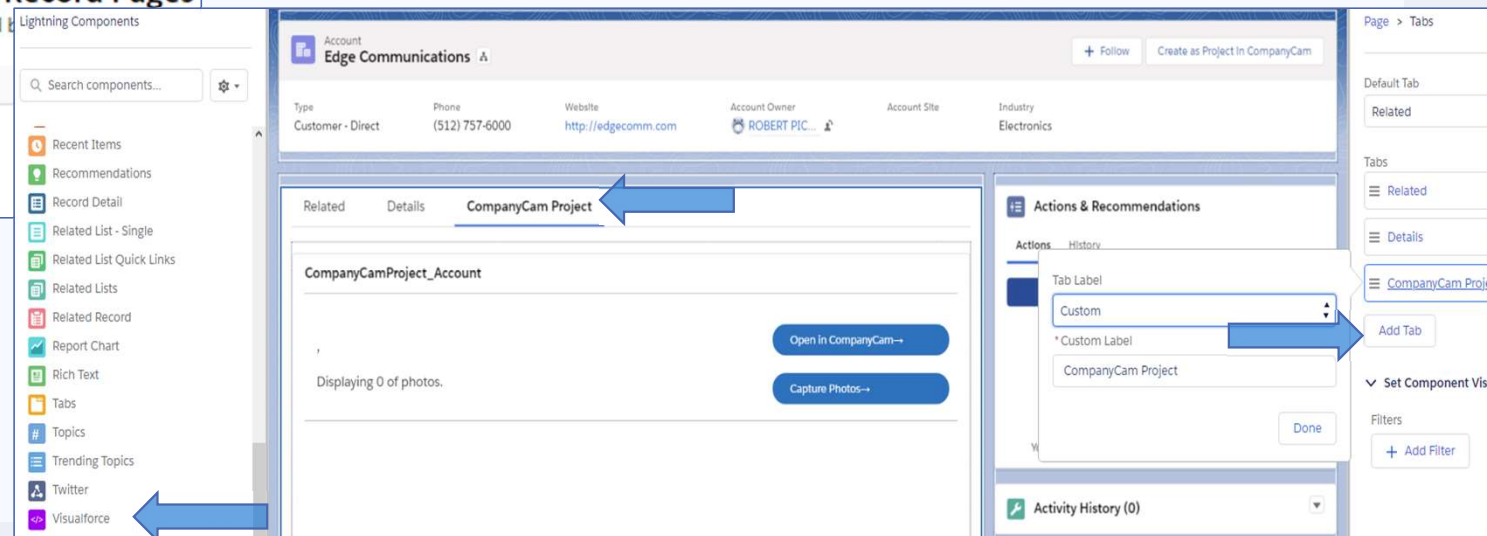 Record Pages
Lightning Components
Search components...
Recent Items
Recommendations
Record Detail
Related List - Single
Related List Quick Links
Related Lists
Related Record
Report Chart
Rich Text
Tabs
Topics
Trending Topics
Twitter
Visualforce
Account
Edge Communications
+ Follow
Create as Project in CompanyCam
Type
Phone
Website
Account Owner
Account Site
Industry
Customer - Direct
(512) 757-6000
http://edgecomm.com
ROBERT PIC...
Electronics
Related
Details
CompanyCam Project
CompanyCamProject_Account
,
Open in CompanyCam→
Displaying 0 of photos.
Capture Photos→
Actions & Recommendations
Actions
History
Tab Label
Custom
*Custom Label
CompanyCam Project
Done
Activity History (0)
Page > Tabs
Default Tab
Related
Tabs
Related
Details
CompanyCam Proje
Add Tab
Set Component Vis
Filters
+ Add Filter